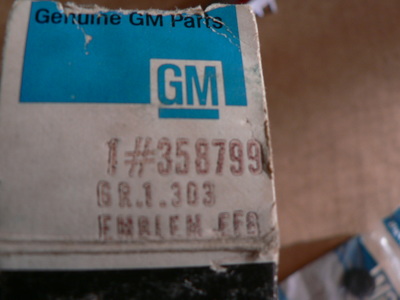 Genuine GM Parts
GM
1#358799
GR.1.303
EMBLEM